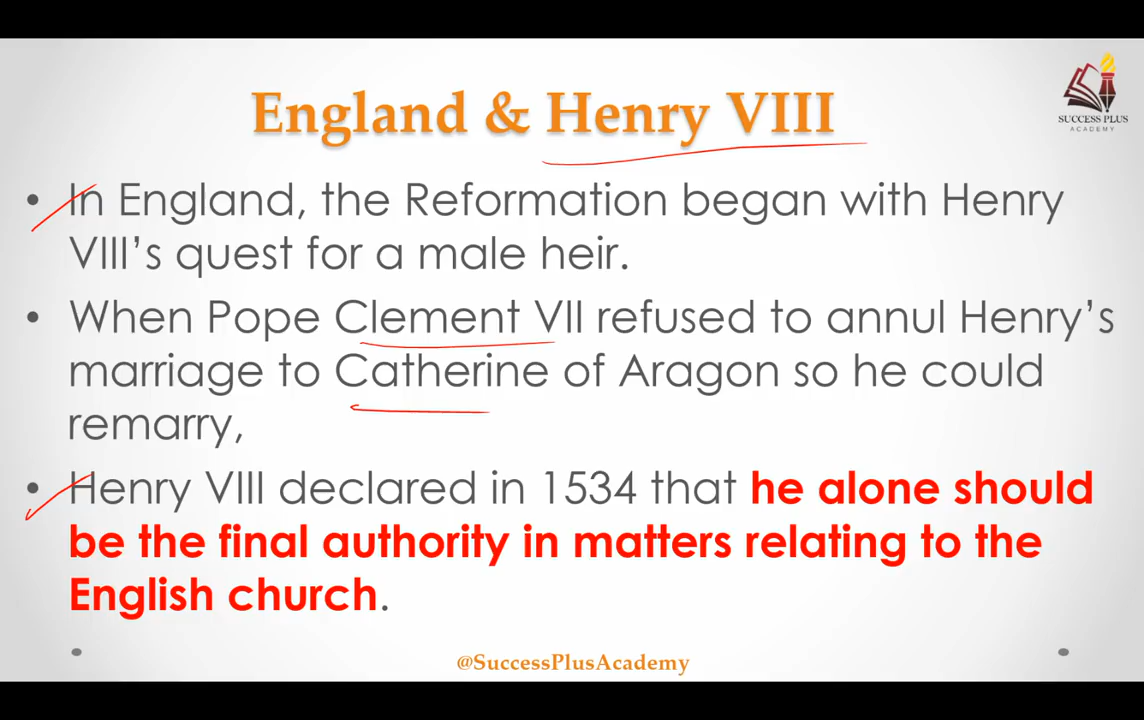 England & Henry VIII
SUCCESS PLUS
ACADEMY
• In England, the Reformation began with Henry
VIII’s quest for a male heir.
• When Pope Clement VII refused to annul Henry’s
marriage to Catherine of Aragon so he could
remarry,
• Henry VIII declared in 1534 that he alone should
be the final authority in matters relating to the
English church.
@SuccessPlusAcademy